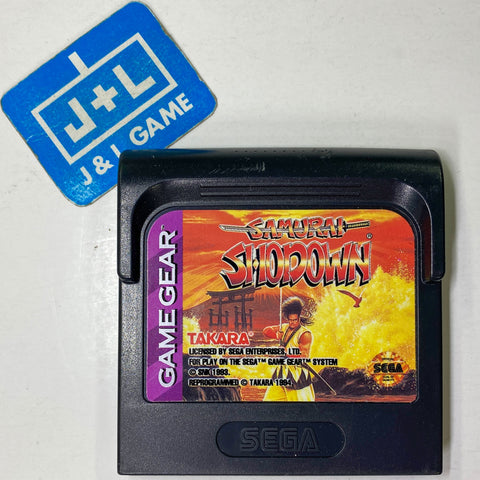 J+L
J & L GAME
SAMURAI
SHODOWN®
GAME GEAR™
TAKARA®
LICENSED BY SEGA ENTERPRISES, LTD.
FOR PLAY ON THE SEGA™ GAME GEAR™ SYSTEM
© SNK 1993.
REPROGRAMMED © TAKARA 1994.
SEGA
SEGA